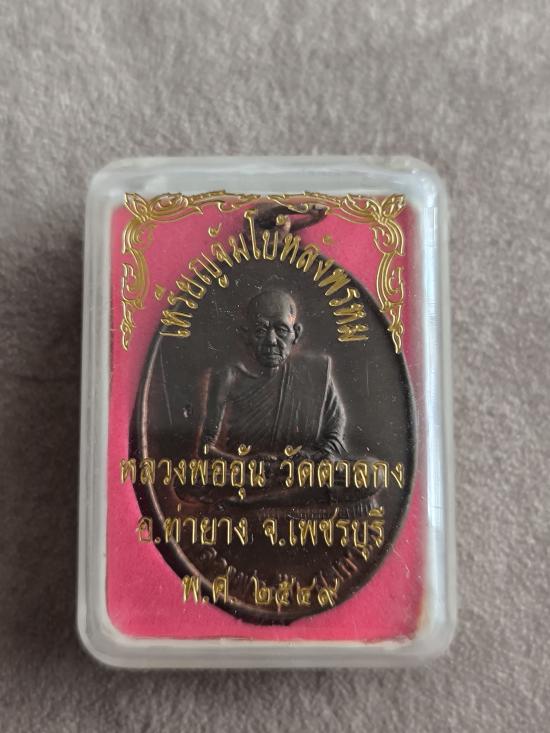 เหรียญจัมโบ้หลังพรหม
หลวงพ่ออุ้น วัดตาลกง
อ.ท่ายาง จ.เพชรบุรี
พ.ศ. ๒๕๔๙